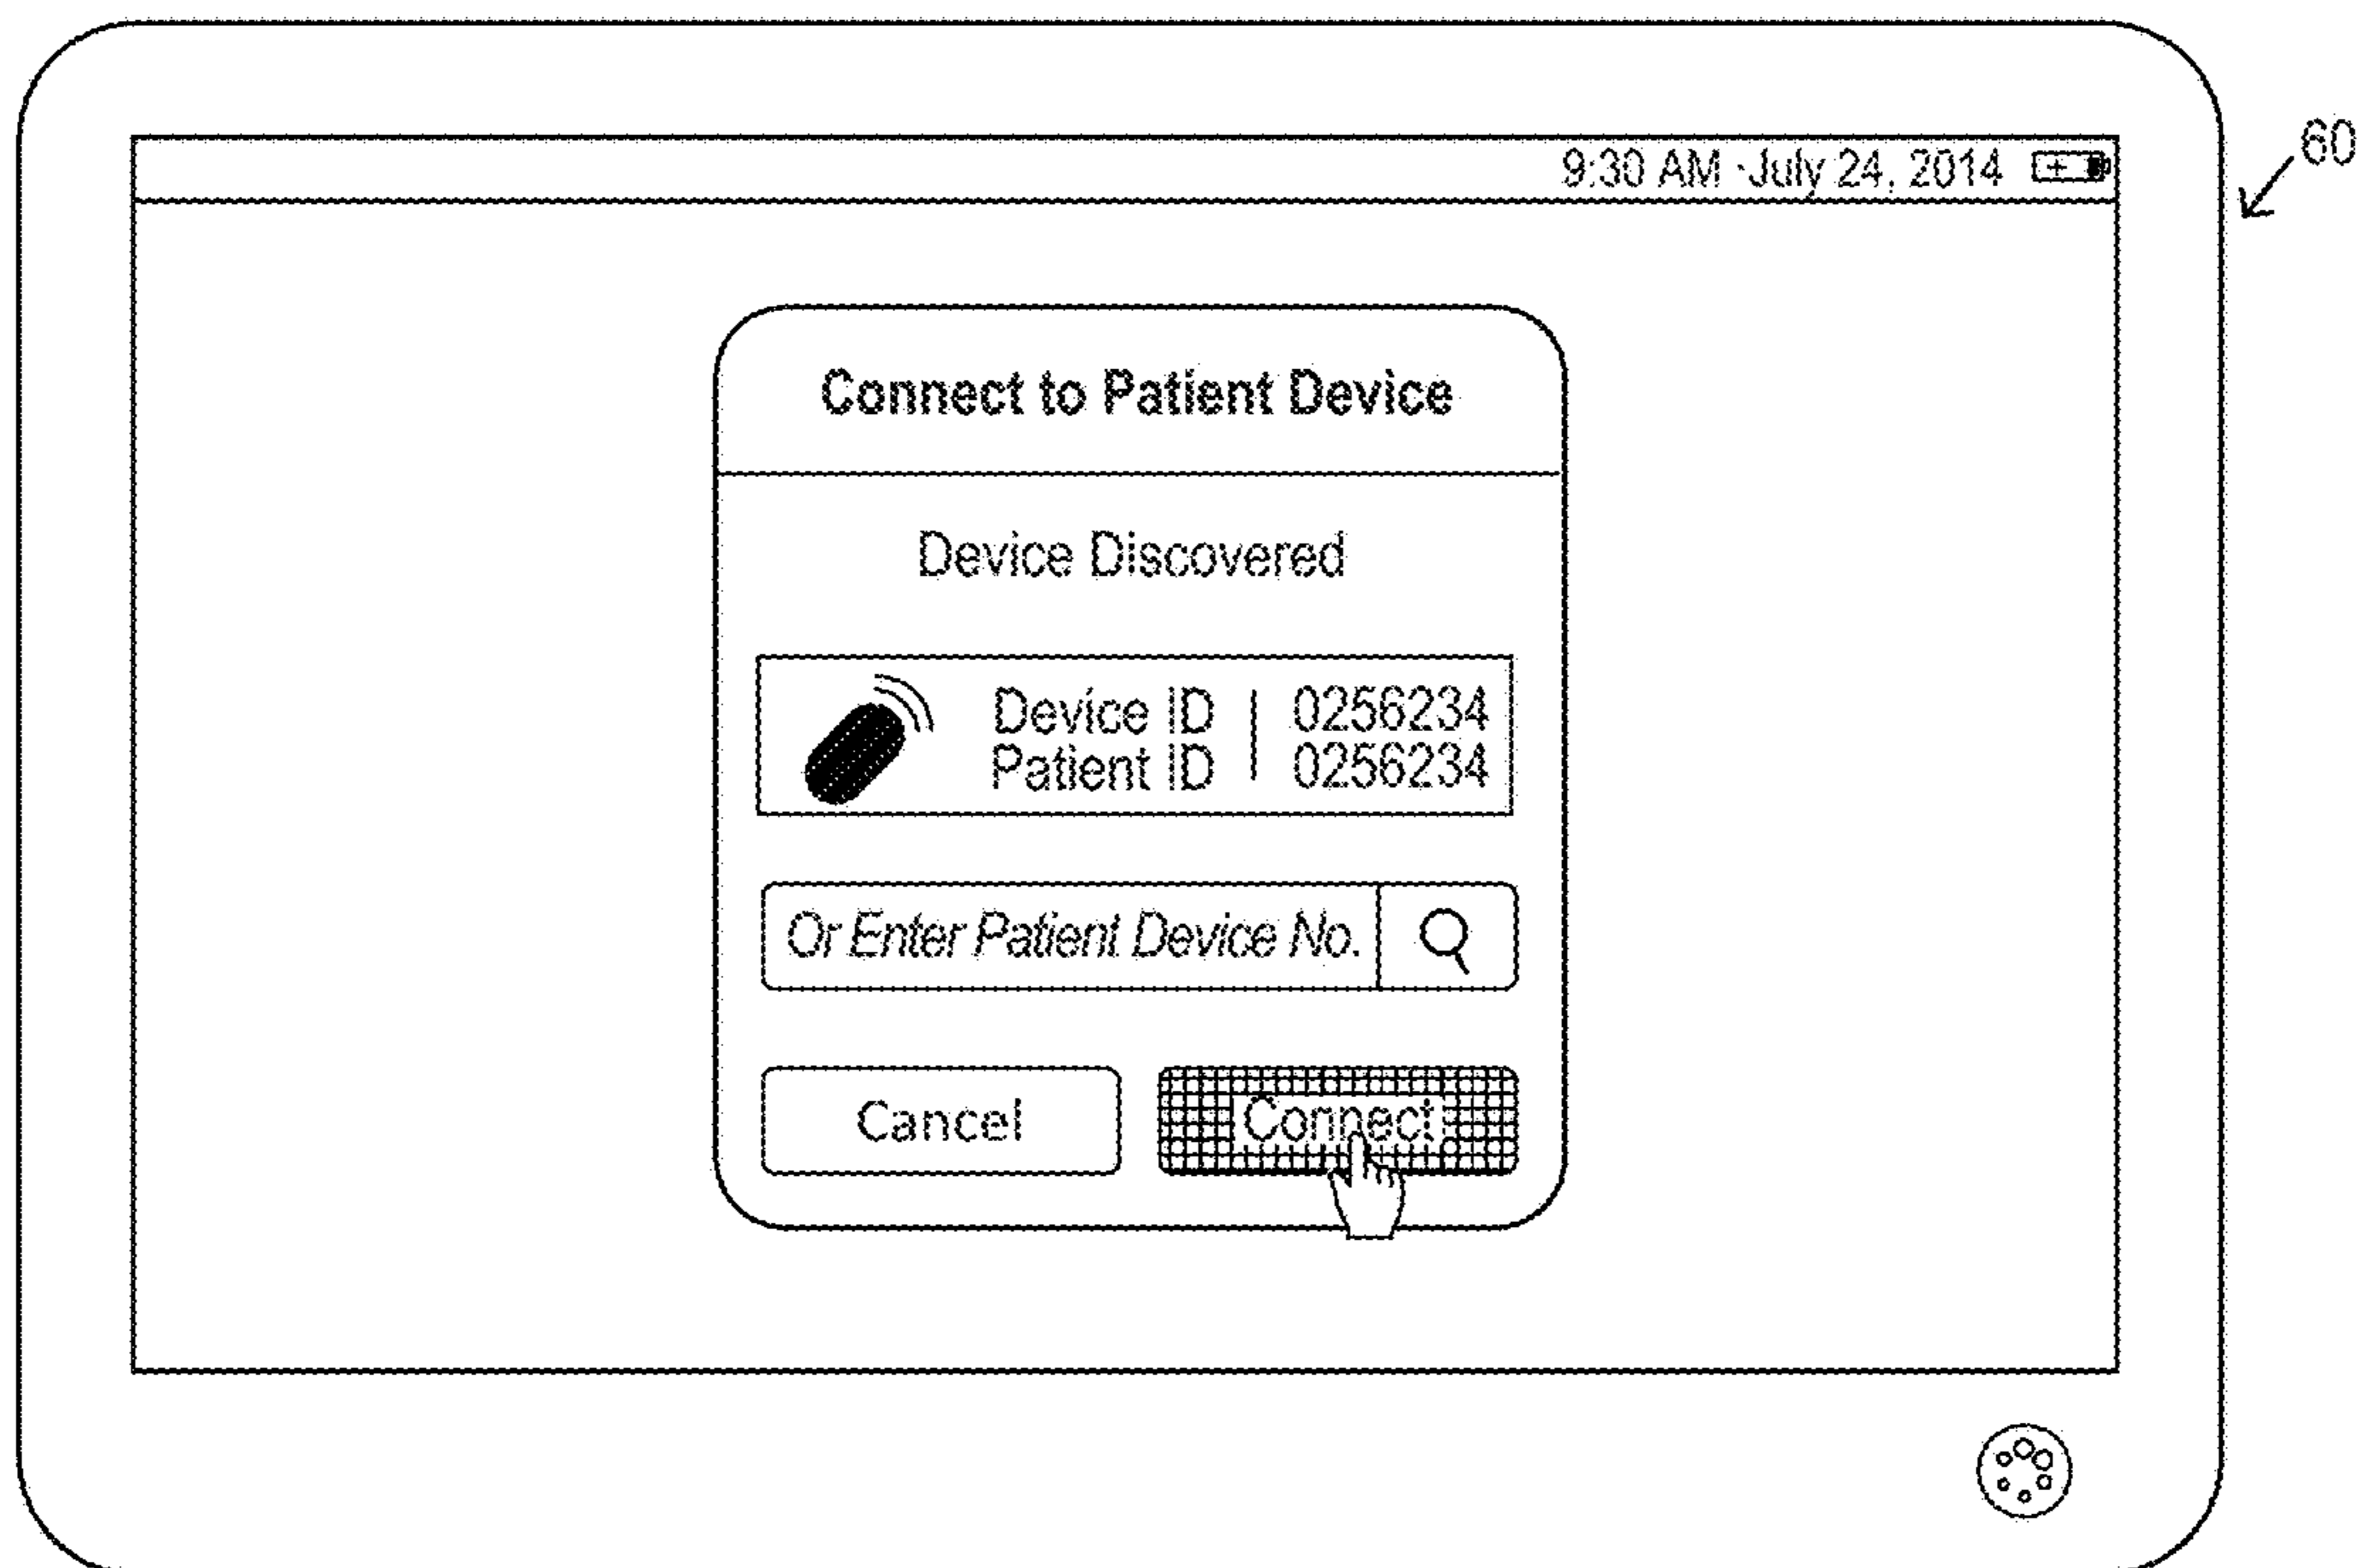 9:30 AM ·July 24, 2014
60
Connect to Patient Device
Device Discovered
Device ID | 0256234
Patient ID | 0256234
Or Enter Patient Device No.
Cancel
Connect